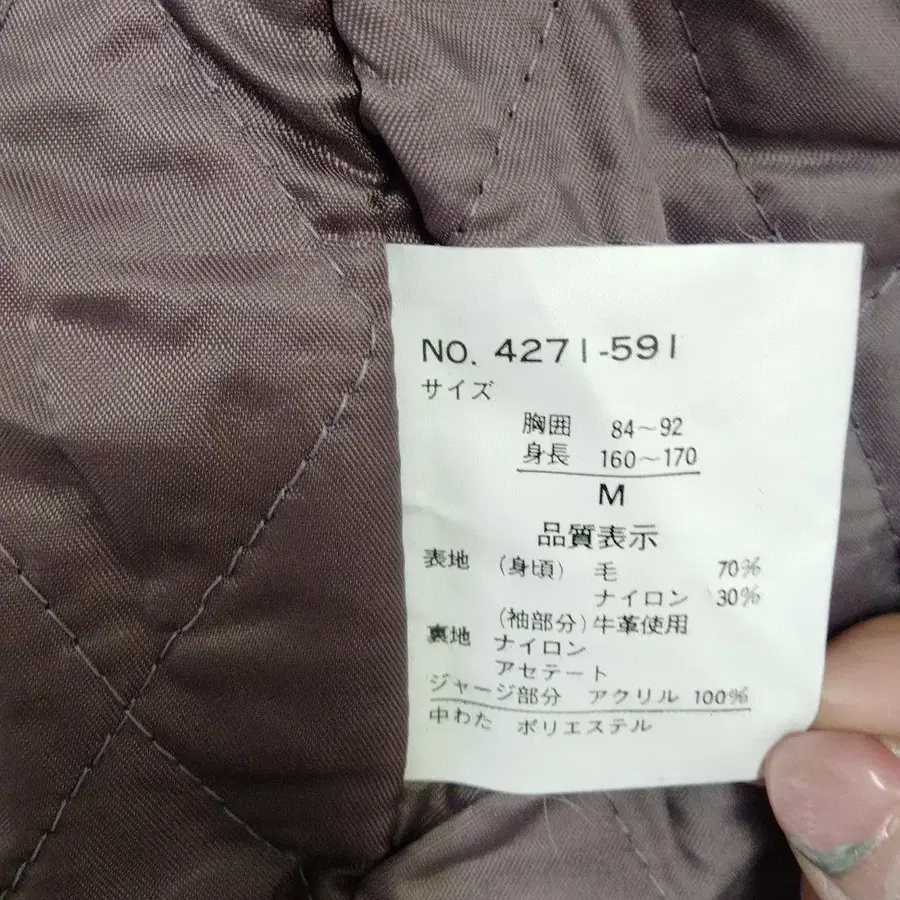 NO. 4271-591
サイズ
胸囲 84〜92
身長 160〜170
M
品質表示
表地 (身頃) 毛 70%
ナイロン 30%
(袖部分) 牛革使用
裏地 ナイロン
アセテート
ジャージ部分 アクリル 100%
中わた ポリエステル